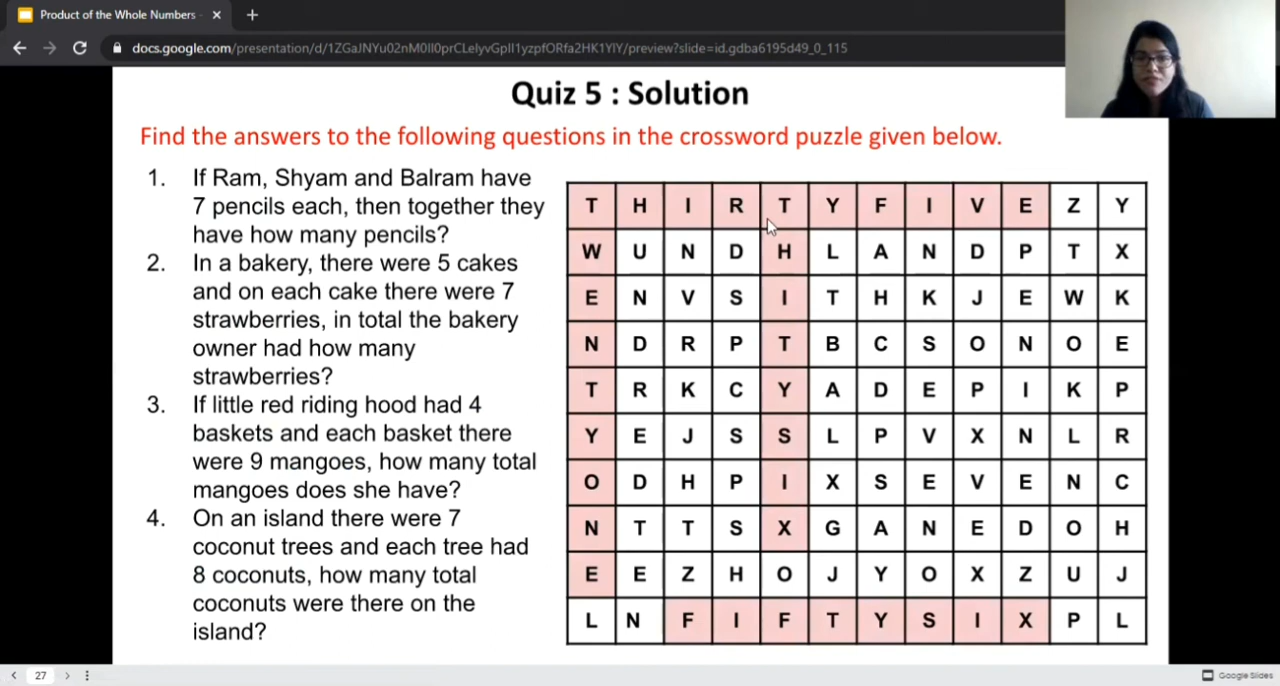 Product of the Whole Numbers -
docs.google.com/presentation/d/1ZGaJNYu02nM0Il0prCLelyvGpIl1yzpfORfa2HK1YlY/preview?slide=id.gdba6195d49_0_115
Quiz 5 : Solution
Find the answers to the following questions in the crossword puzzle given below.
1. If Ram, Shyam and Balram have
7 pencils each, then together they
have how many pencils?
2. In a bakery, there were 5 cakes
and on each cake there were 7
strawberries, in total the bakery
owner had how many
strawberries?
3. If little red riding hood had 4
baskets and each basket there
were 9 mangoes, how many total
mangoes does she have?
4. On an island there were 7
coconut trees and each tree had
8 coconuts, how many total
coconuts were there on the
island?
T H I R T Y F I V E Z Y
W U N D H L A N D P T X
E N V S I T H K J E W K
N D R P T B C S O N O E
T R K C Y A D E P I K P
Y E J S S L P V X N L R
O D H P I X S E V E N C
N T T S X G A N E D O H
E E Z H O J Y O X Z U J
L N F I F T Y S I X P L
27
Google Slides